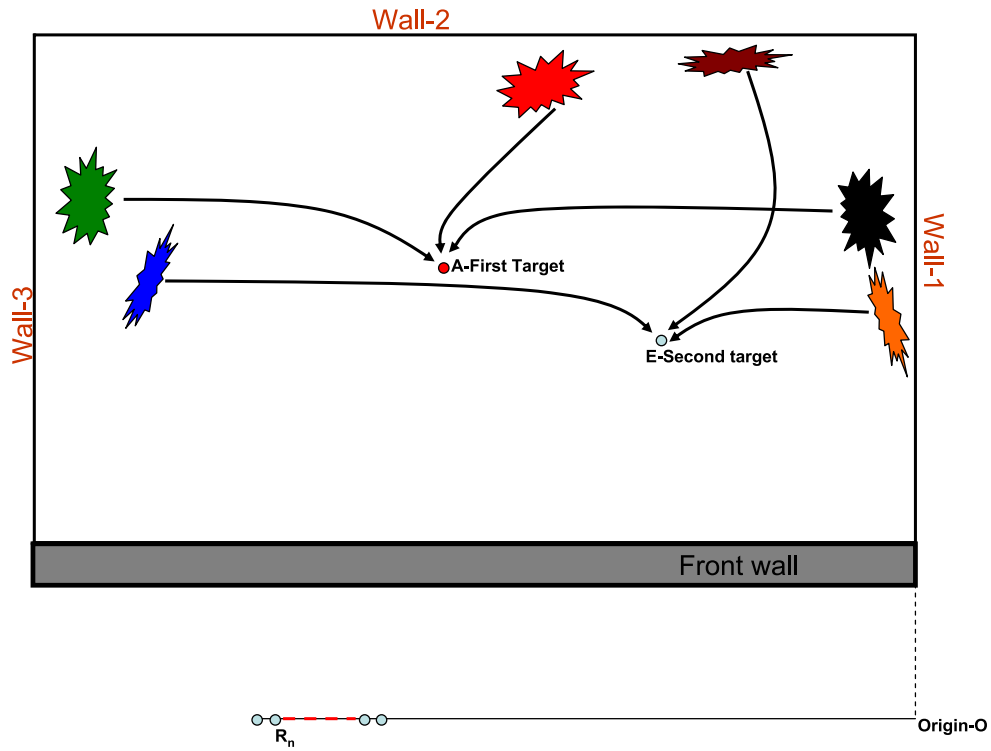 Wall-2
A-First Target
Wall-1
Wall-3
E-Second target
Front wall
Origin-O
Rn